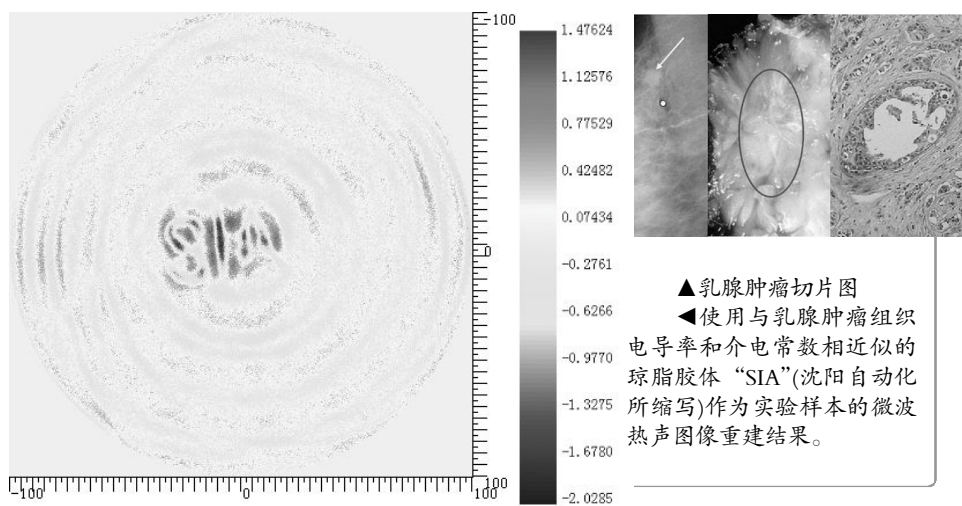 -100
0
100
-100
0
100
1.47624
1.12576
0.77529
0.42482
0.07434
-0.2761
-0.6266
-0.9770
-1.3275
-1.6780
-2.0285
▲乳腺肿瘤切片图
◀使用与乳腺肿瘤组织
电导率和介电常数相近似的
琼脂胶体“SIA”(沈阳自动化
所缩写)作为实验样本的微波
热声图像重建结果。